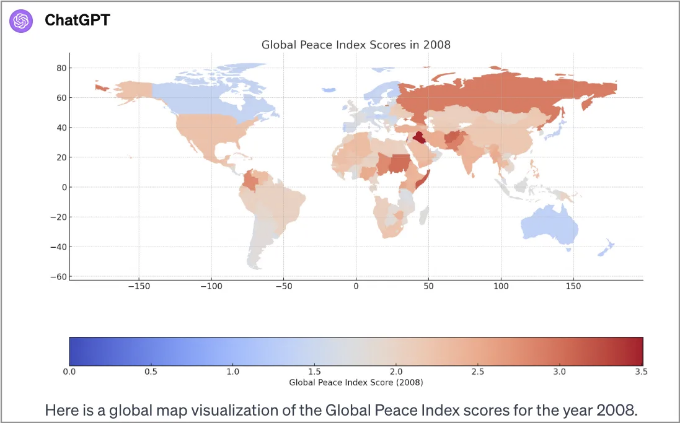 ChatGPT
Global Peace Index Scores in 2008
80
60
40
20
0
−20
−40
−60
−150 −100 −50 0 50 100 150
0.0 0.5 1.0 1.5 2.0 2.5 3.0 3.5
Global Peace Index Score (2008)
Here is a global map visualization of the Global Peace Index scores for the year 2008.